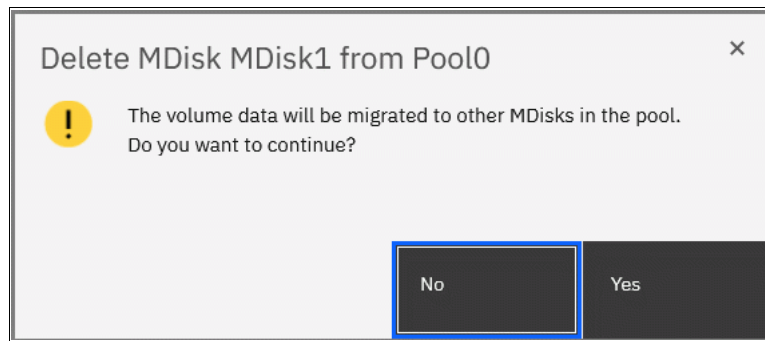 Delete MDisk MDisk1 from Pool0
The volume data will be migrated to other MDisks in the pool.
Do you want to continue?
No
Yes